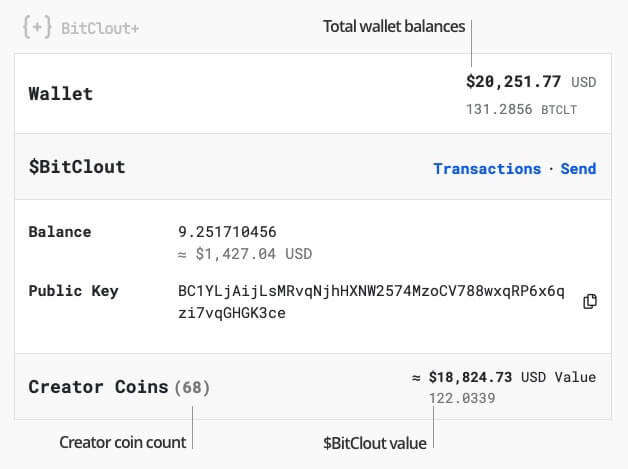 {+} BitClout+
Total wallet balances
Wallet
$20,251.77 USD
131.2856 BTCLT
$BitClout
Transactions · Send
Balance
9.251710456
≈ $1,427.04 USD
Public Key
BC1YLjAijLsMRvqNjhHXNW2574MzoCV788wxqRP6x6q
zi7vqGHGK3ce
Creator Coins (68)
≈ $18,824.73 USD Value
122.0339
Creator coin count
$BitClout value